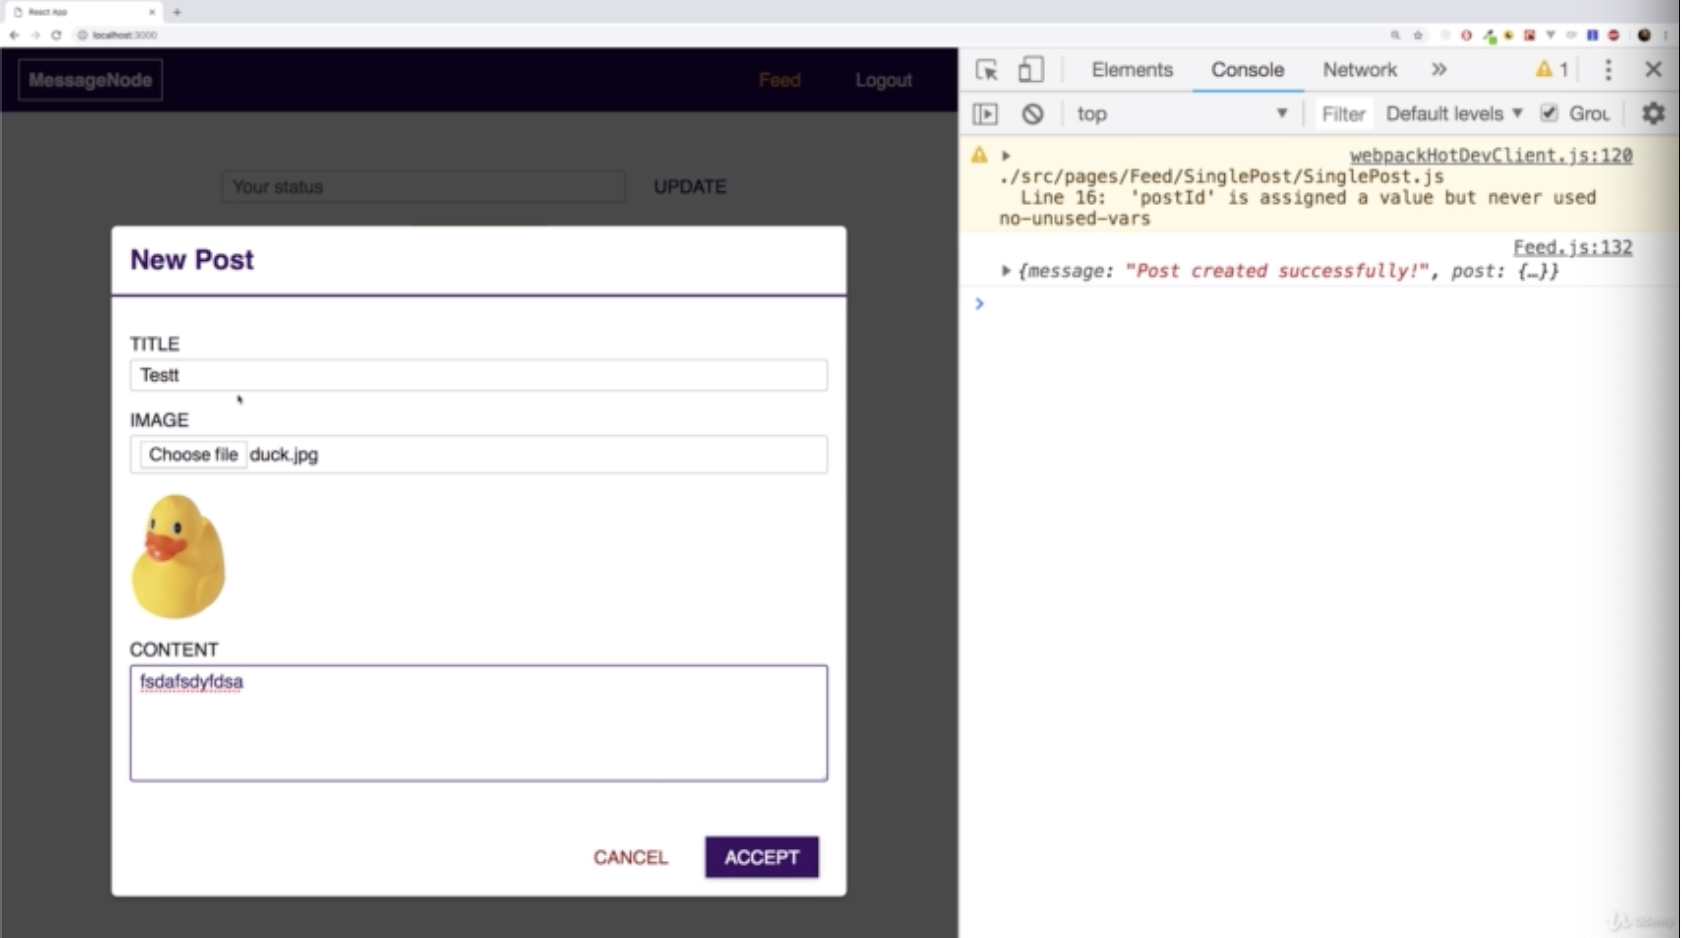 React App
localhost:3000
MessageNode
Feed
Logout
Your status
UPDATE
New Post
TITLE
Testt
IMAGE
Choose file duck.jpg
CONTENT
fsdafsdyfdsa
CANCEL
ACCEPT
Elements Console Network » 1
top Filter Default levels Grou
webpackHotDevClient.js:120
./src/pages/Feed/SinglePost/SinglePost.js
Line 16: 'postId' is assigned a value but never used
no-unused-vars
Feed.js:132
{message: "Post created successfully!", post: {…}}
Udemy